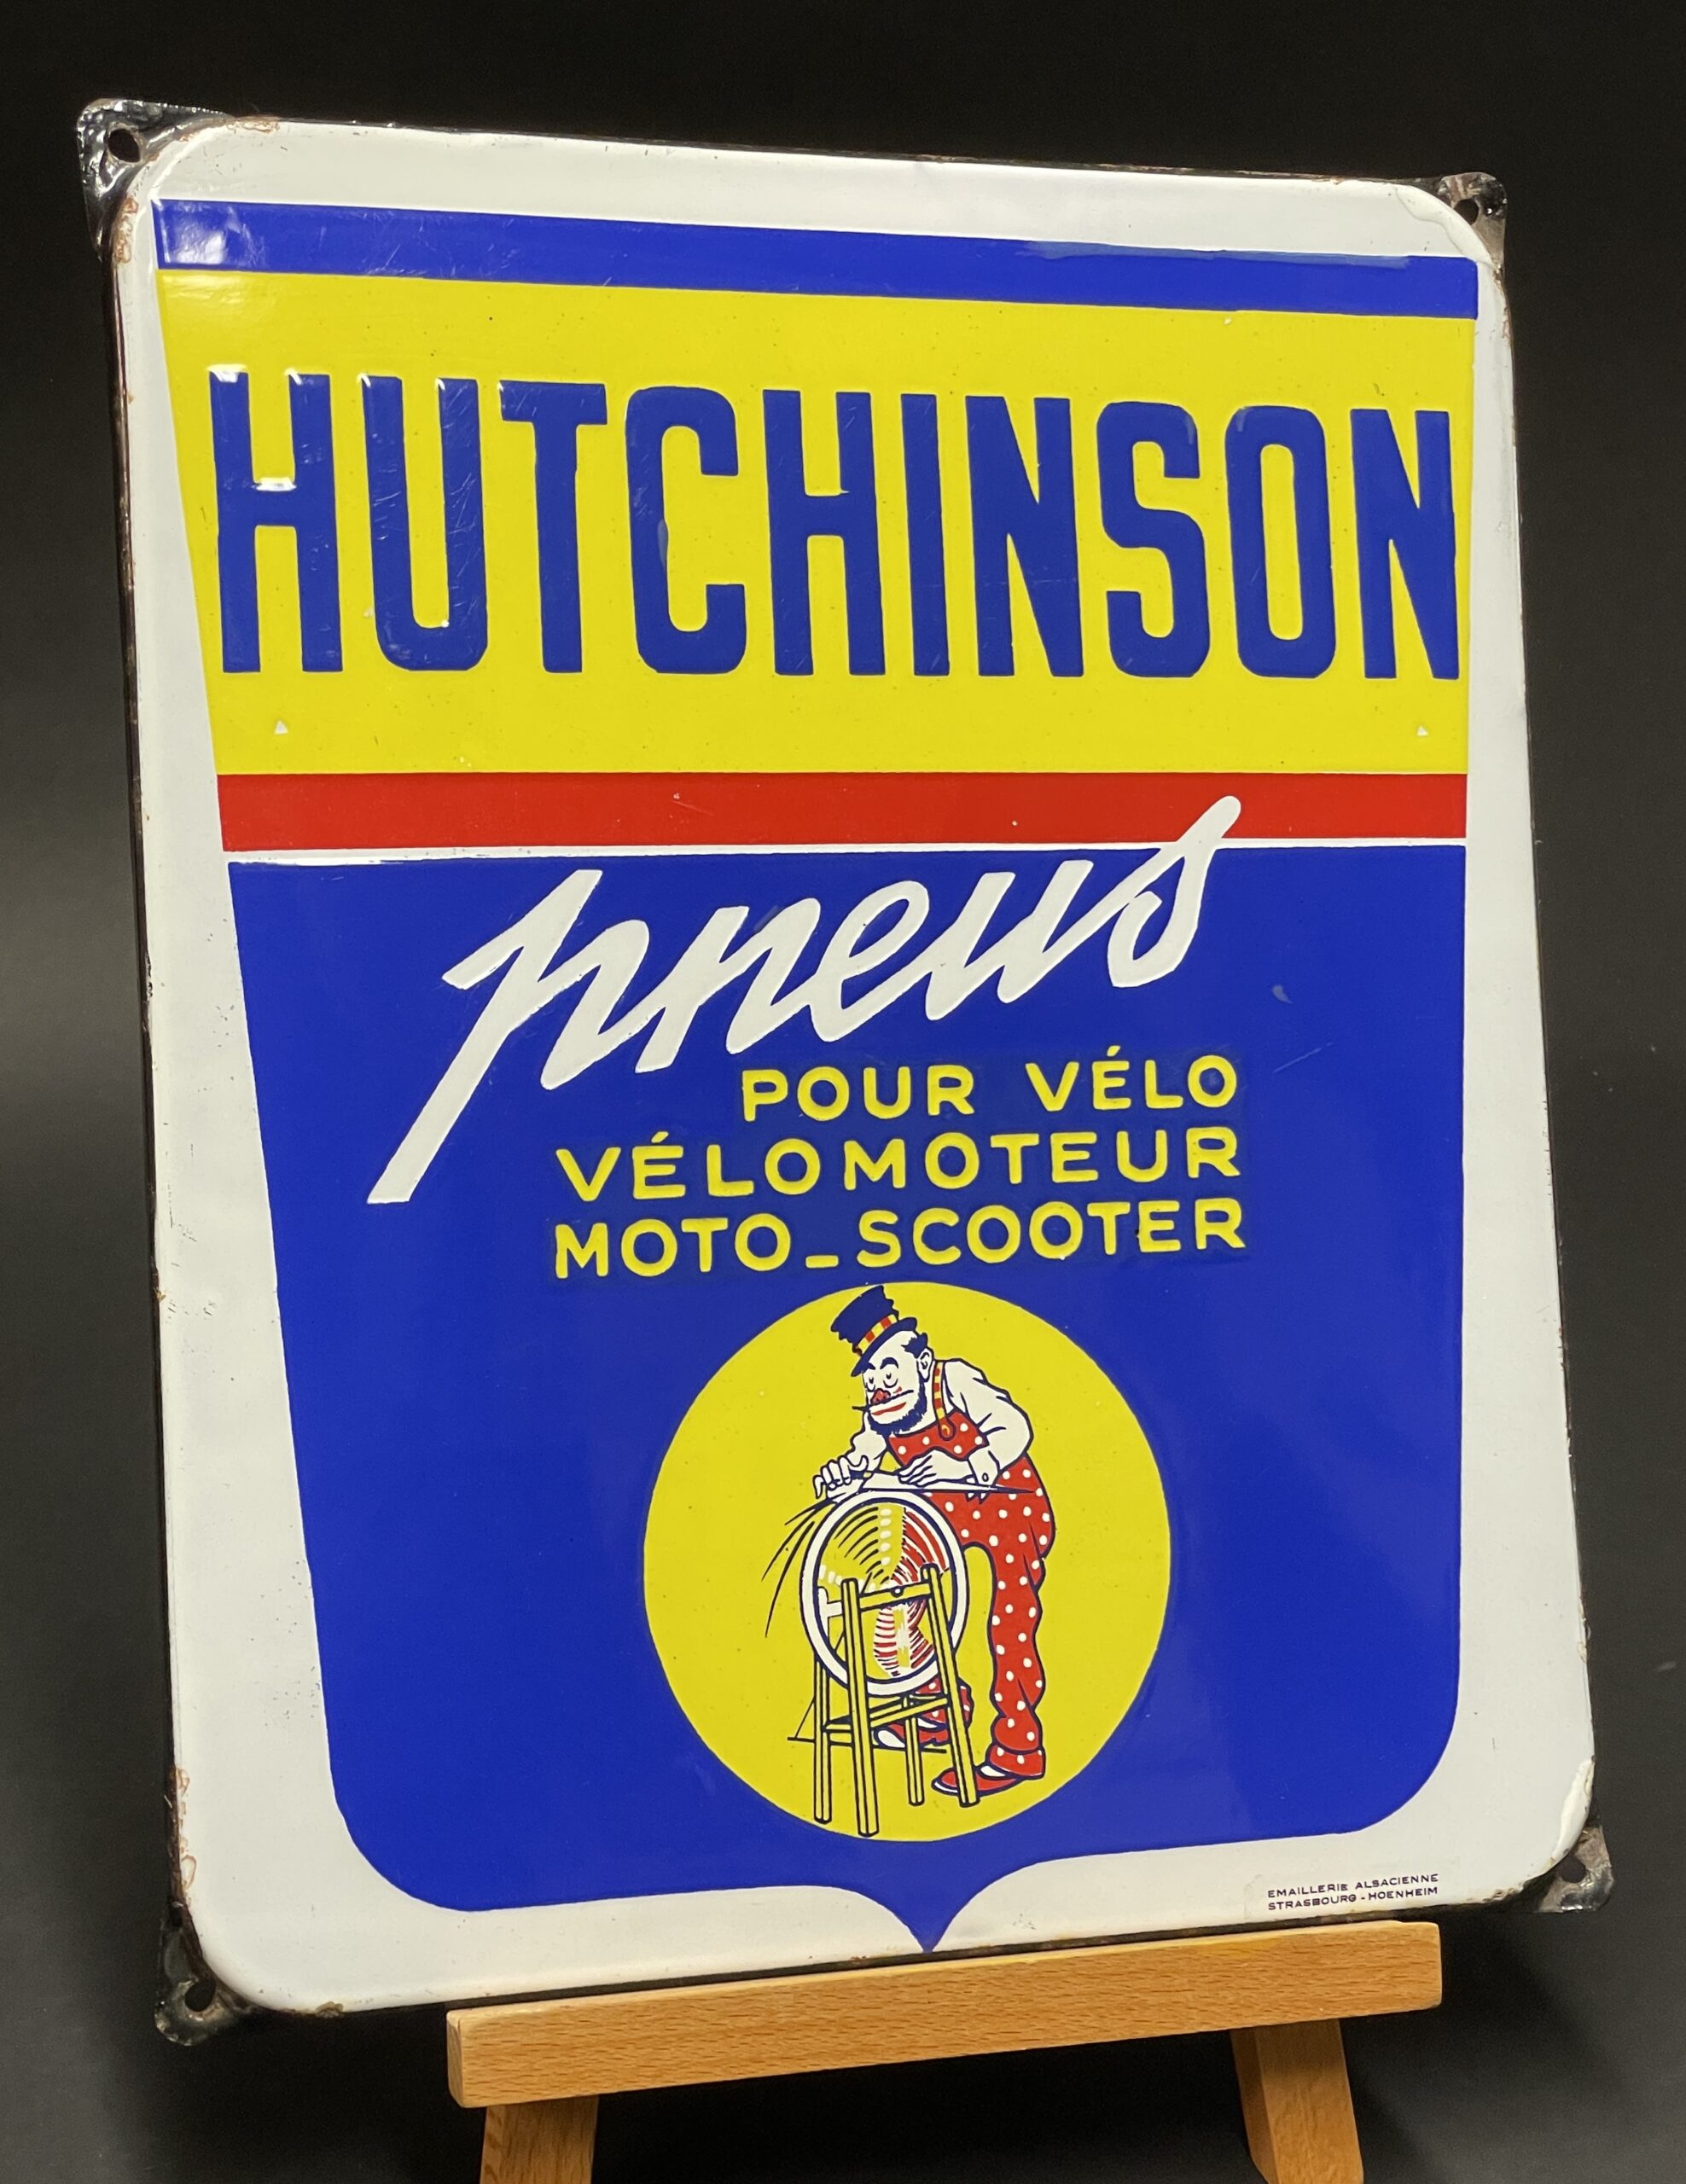 HUTCHINSON
pneus
POUR VÉLO
VÉLOMOTEUR
MOTO_SCOOTER
EMAILLERIE ALSACIENNE
STRASBOURG - HOENHEIM